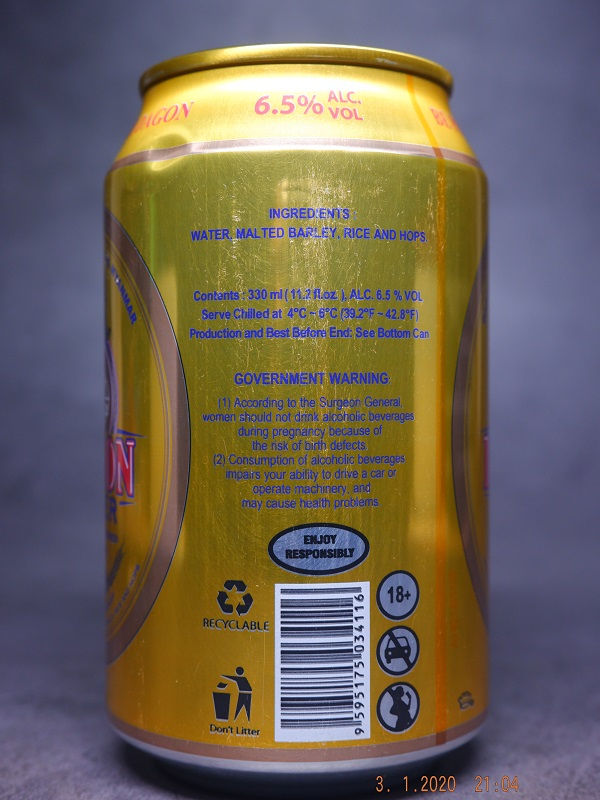 6.5% ALC. VOL
INGREDIENTS :
WATER, MALTED BARLEY, RICE AND HOPS.
Contents : 330 ml ( 11.2 fl.oz. ), ALC. 6.5 % VOL
Serve Chilled at 4°C ~ 6°C (39.2°F ~ 42.8°F)
Production and Best Before End: See Bottom Can
GOVERNMENT WARNING:
(1) According to the Surgeon General,
women should not drink alcoholic beverages
during pregnancy because of
the risk of birth defects
(2) Consumption of alcoholic beverages
impairs your ability to drive a car or
operate machinery, and
may cause health problems
ENJOY
RESPONSIBLY
RECYCLABLE
Don't Litter
9 595175 034116
18+
3. 1.2020 21:04